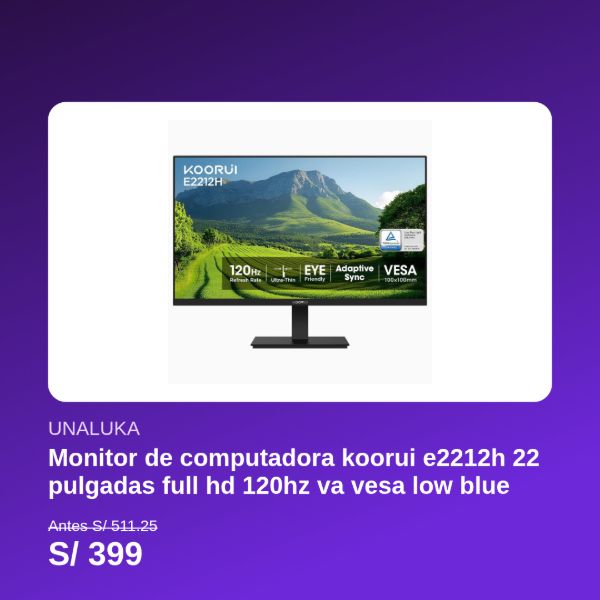 KOORUI
E2212H
120Hz
Refresh Rate
Ultra-Thin
EYE
Friendly
Adaptive
Sync
VESA
100x100mm
UNALUKA
Monitor de computadora koorui e2212h 22
pulgadas full hd 120hz va vesa low blue
Antes S/ 511.25
S/ 399